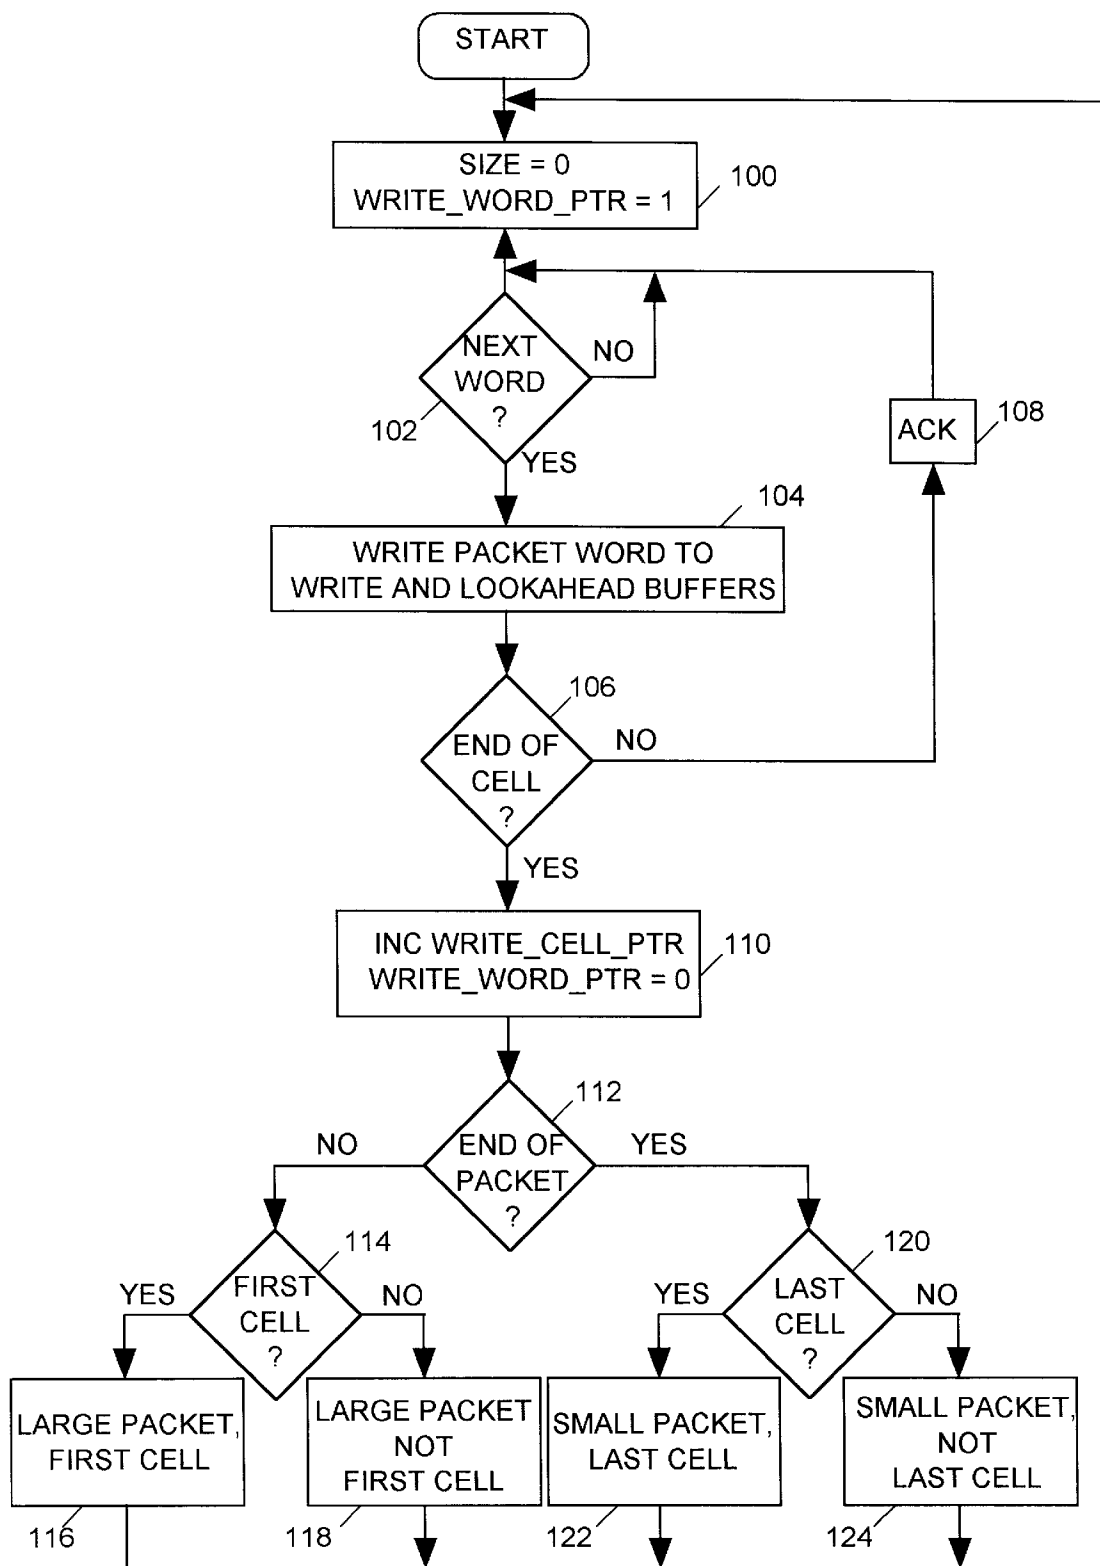 START
SIZE = 0
WRITE_WORD_PTR = 1
100
NEXT
WORD
?
NO
102
YES
ACK
108
104
WRITE PACKET WORD TO
WRITE AND LOOKAHEAD BUFFERS
106
END OF
CELL
?
NO
YES
INC WRITE_CELL_PTR
WRITE_WORD_PTR = 0
110
112
NO
END OF
PACKET
?
YES
114
YES
FIRST
CELL
?
NO
120
YES
LAST
CELL
?
NO
LARGE PACKET,
FIRST CELL
116
LARGE PACKET
NOT
FIRST CELL
118
SMALL PACKET,
LAST CELL
122
SMALL PACKET,
NOT
LAST CELL
124